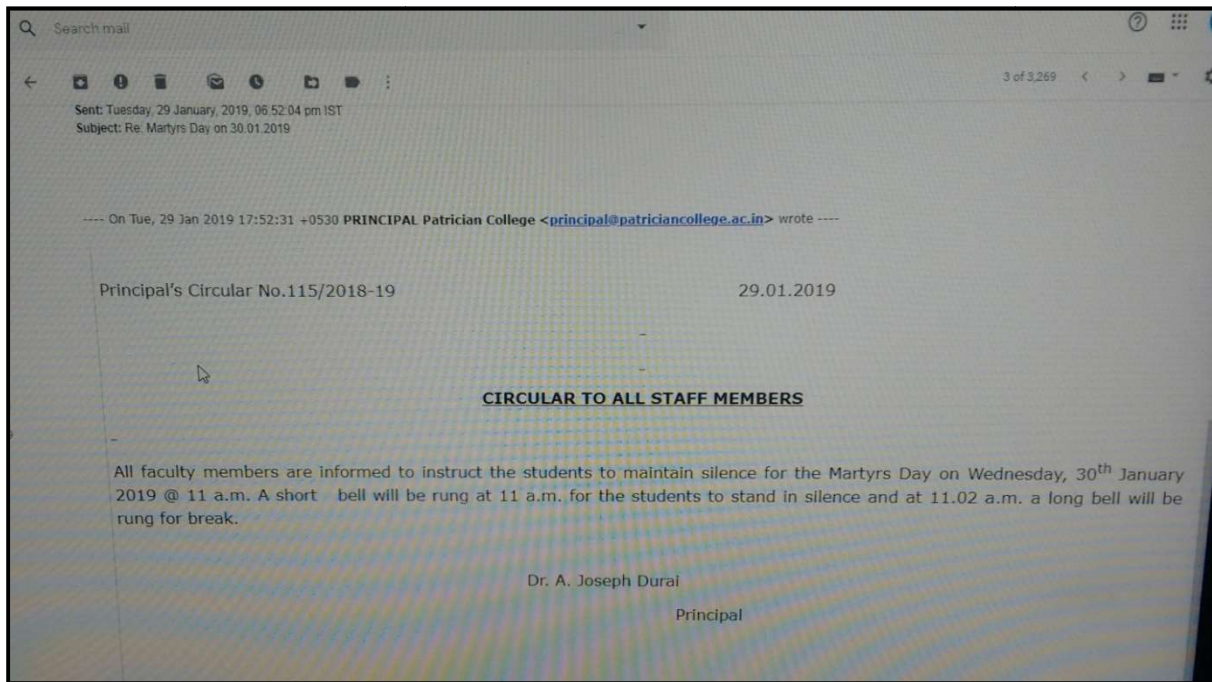 Search mail
3 of 3,269
Sent: Tuesday, 29 January, 2019, 06:52:04 pm IST
Subject: Re: Martyrs Day on 30.01.2019
---- On Tue, 29 Jan 2019 17:52:31 +0530 PRINCIPAL Patrician College <principal@patriciancollege.ac.in> wrote ----
Principal's Circular No.115/2018-19 29.01.2019
CIRCULAR TO ALL STAFF MEMBERS
All faculty members are informed to instruct the students to maintain silence for the Martyrs Day on Wednesday, 30th January
2019 @ 11 a.m. A short bell will be rung at 11 a.m. for the students to stand in silence and at 11.02 a.m. a long bell will be
rung for break.
Dr. A. Joseph Durai
Principal